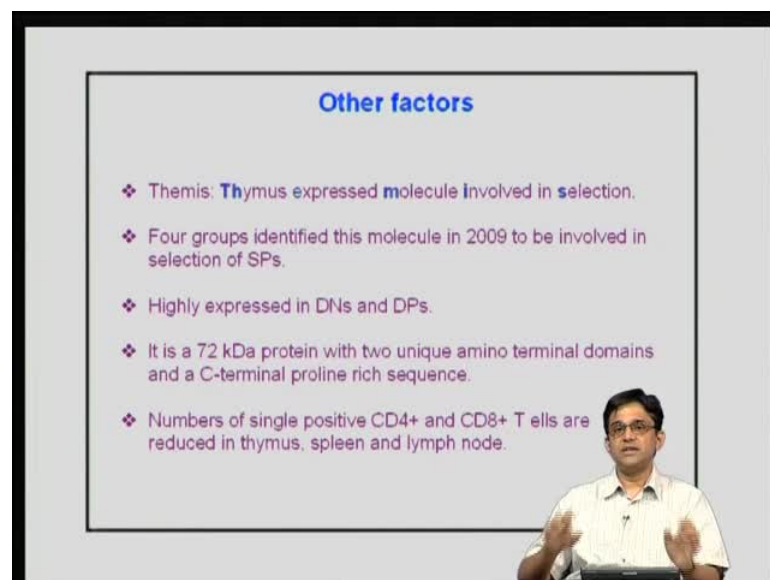 Other factors
❖ Themis: Thymus expressed molecule involved in selection.
❖ Four groups identified this molecule in 2009 to be involved in
selection of SPs.
❖ Highly expressed in DNs and DPs.
❖ It is a 72 kDa protein with two unique amino terminal domains
and a C-terminal proline rich sequence.
❖ Numbers of single positive CD4+ and CD8+ T ells are
reduced in thymus, spleen and lymph node.